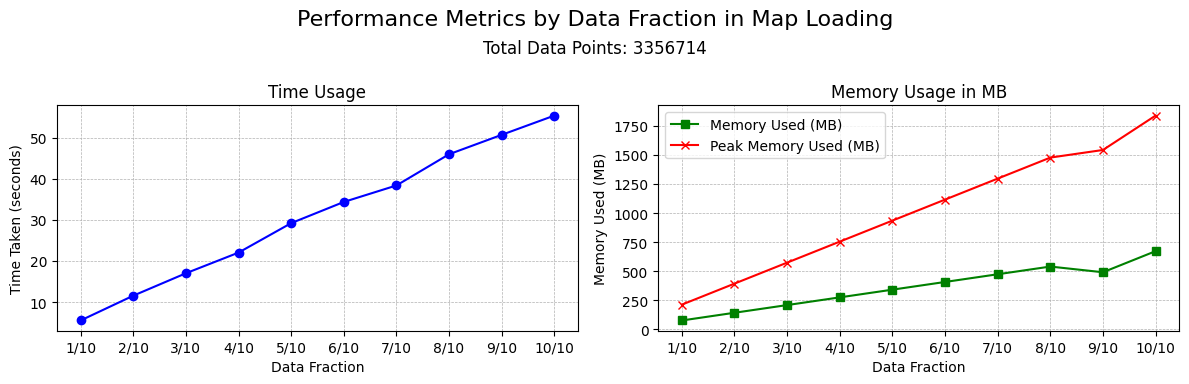 Performance Metrics by Data Fraction in Map Loading
Total Data Points: 3356714
Time Usage
Time Taken (seconds)
50
40
30
20
10
1/10 2/10 3/10 4/10 5/10 6/10 7/10 8/10 9/10 10/10
Data Fraction
Memory Usage in MB
Memory Used (MB)
Peak Memory Used (MB)
Memory Used (MB)
1750
1500
1250
1000
750
500
250
0
1/10 2/10 3/10 4/10 5/10 6/10 7/10 8/10 9/10 10/10
Data Fraction